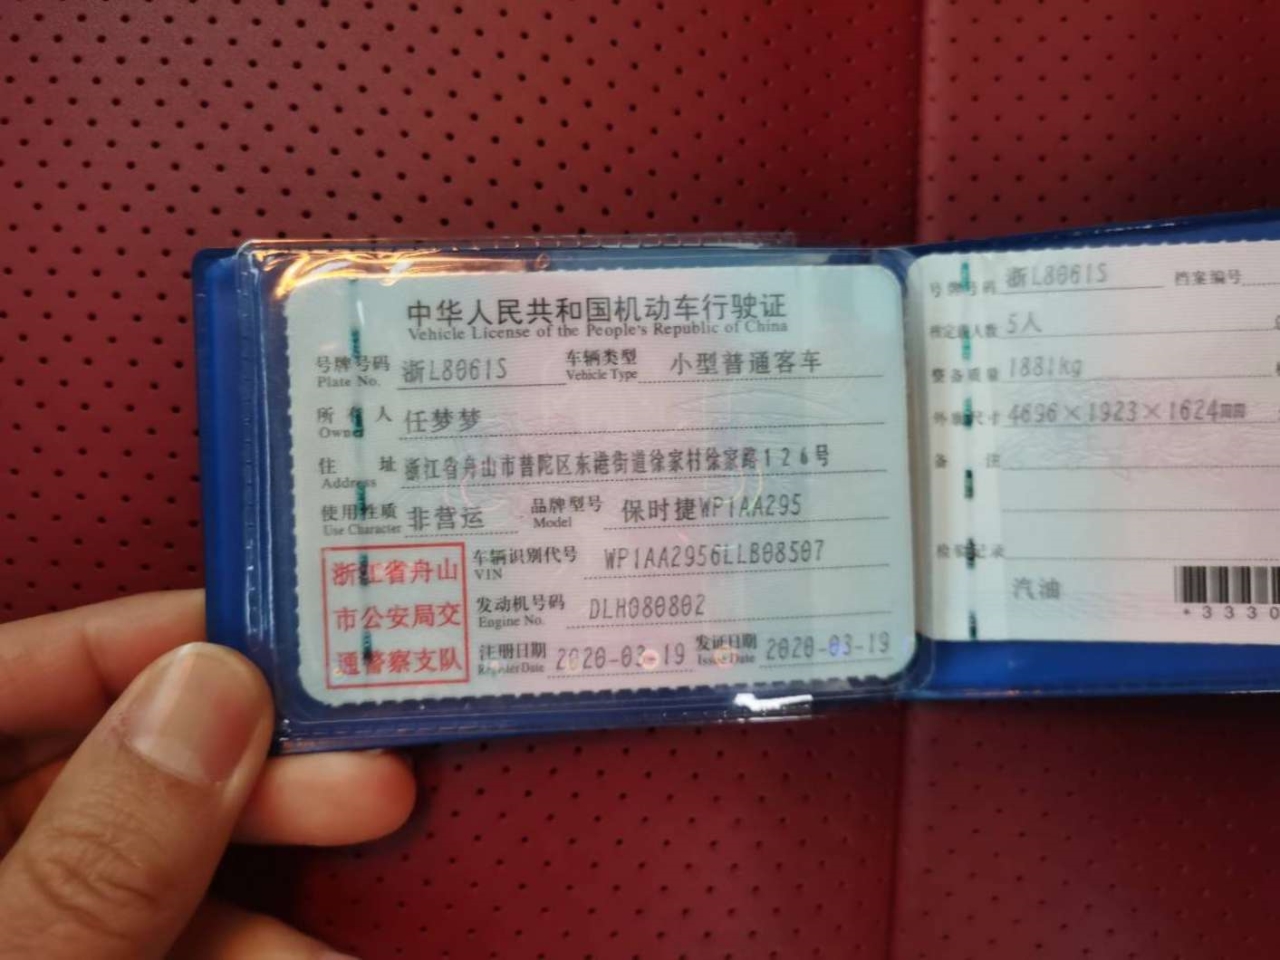 中华人民共和国机动车行驶证
Vehicle License of the People's Republic of China
号牌号码 浙L8061S 车辆类型 小型普通客车
Plate No. Vehicle Type
所有人 任梦梦
Owner
住址 浙江省舟山市普陀区东港街道徐家村徐家路126号
Address
使用性质 非营运 品牌型号 保时捷WP1AA295
Use Character Model
浙江省舟山
市公安局交
通警察支队
车辆识别代号 WP1AA2956LLB08507
VIN
发动机号码 DLH080802
Engine No.
注册日期 2020-03-19 发证日期 2020-03-19
Register Date Issue Date
号牌号码 浙L8061S 档案编号
核定载人数 5人
整备质量 1881kg
外廓尺寸 4696×1923×1624mm
备注
检验记录
汽油
*3330